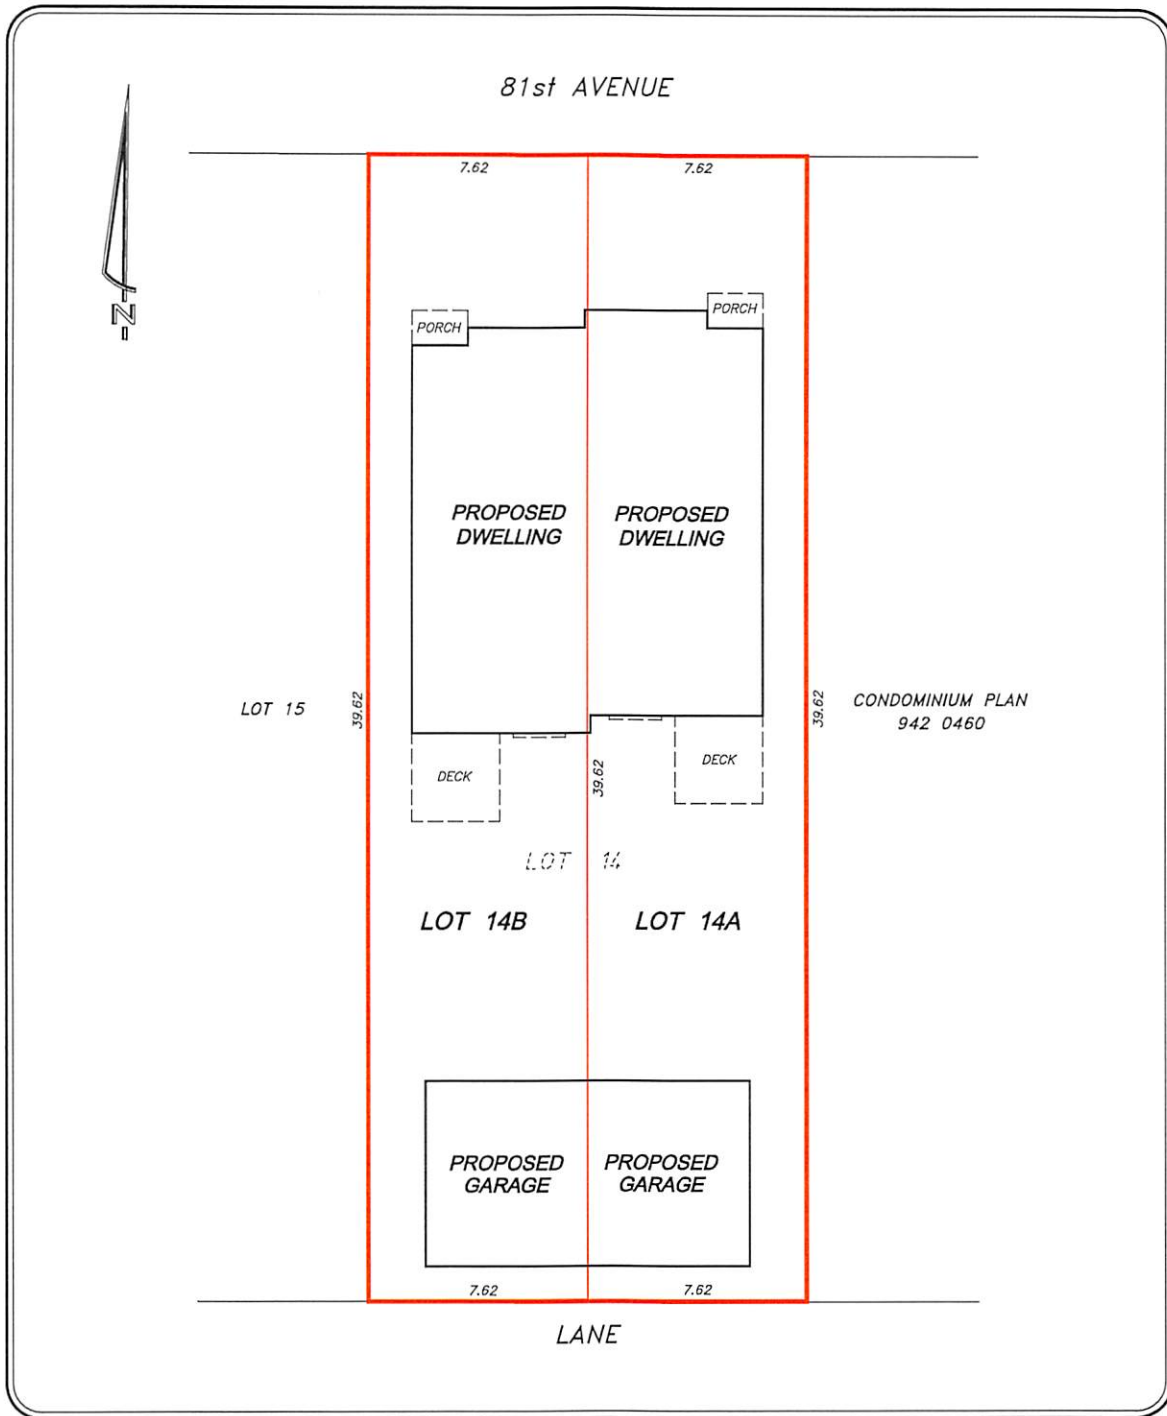 81st AVENUE
7.62 7.62
N
PORCH
PORCH
PROPOSED
DWELLING
PROPOSED
DWELLING
LOT 15
39.62
39.62
CONDOMINIUM PLAN
942 0460
DECK
39.62
DECK
LOT 14
LOT 14B
LOT 14A
PROPOSED
GARAGE
PROPOSED
GARAGE
7.62 7.62
LANE